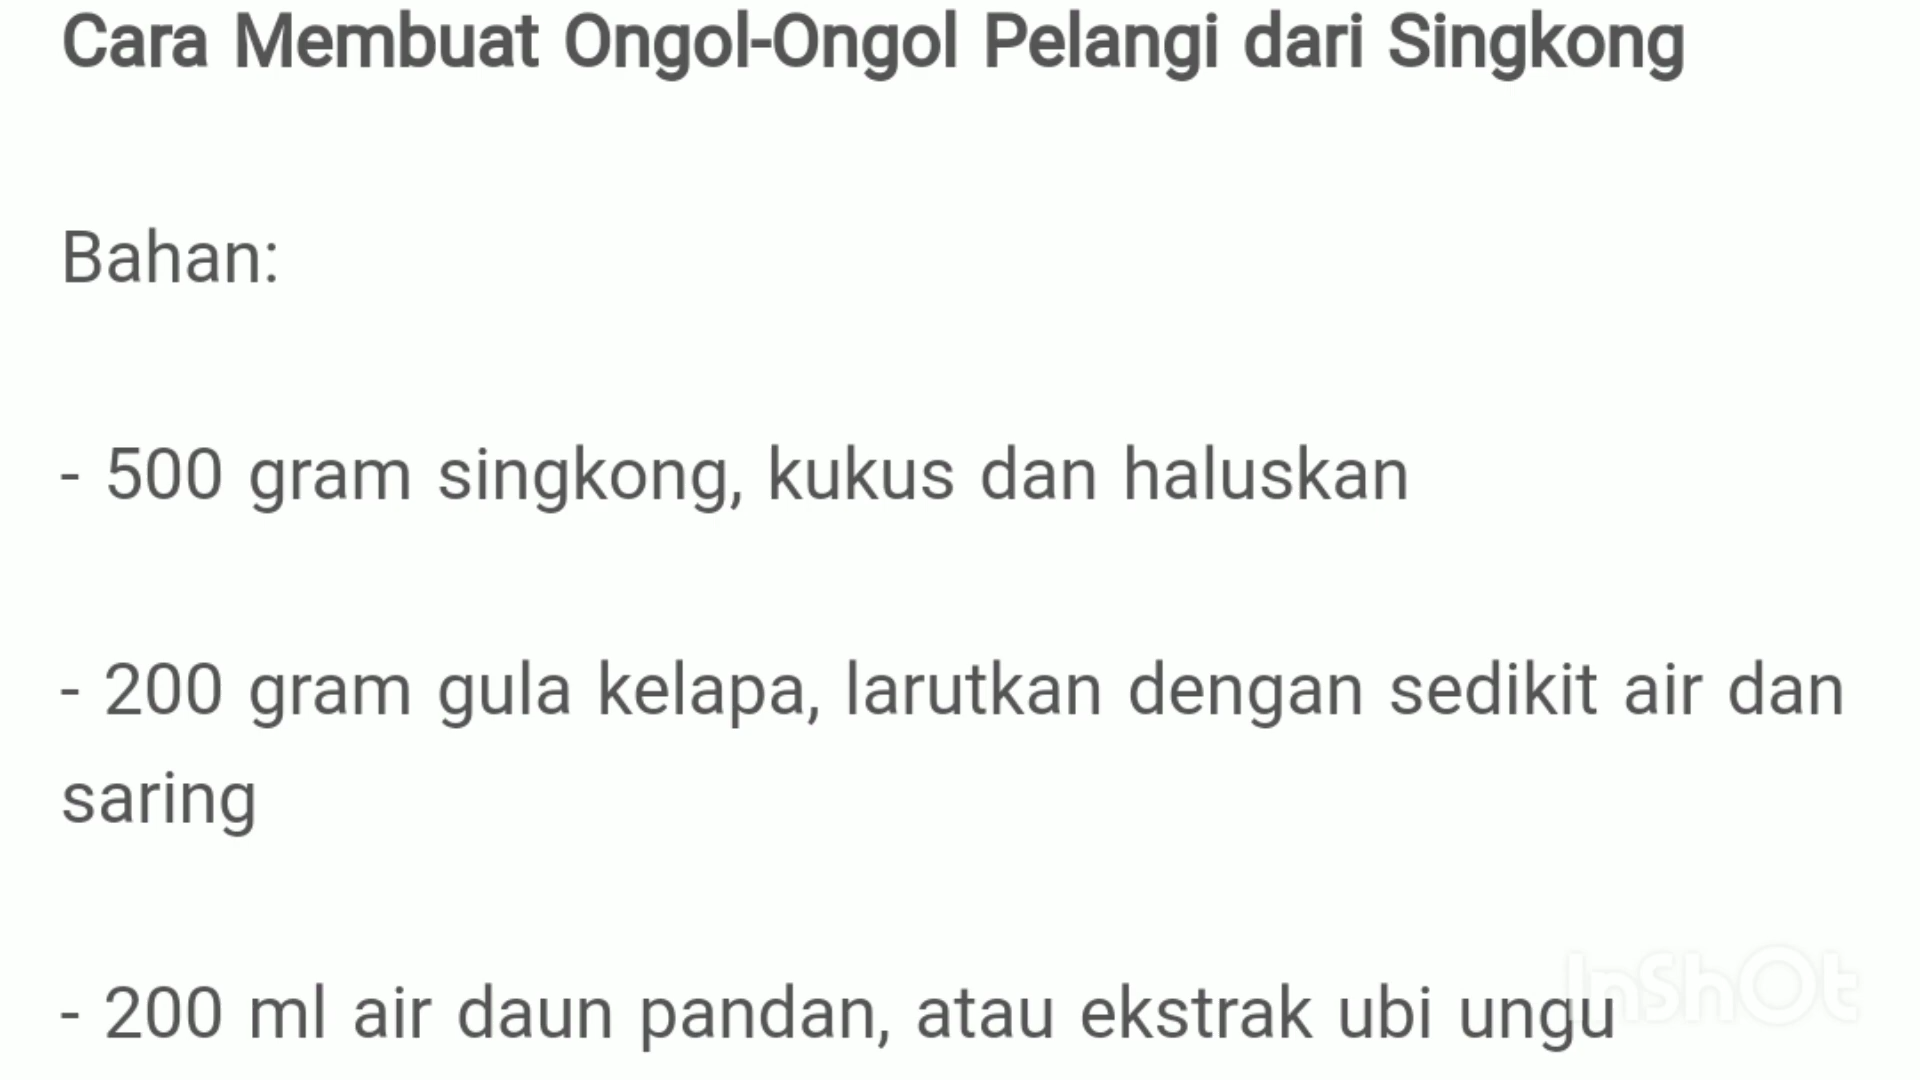 Cara Membuat Ongol-Ongol Pelangi dari Singkong
Bahan:
- 500 gram singkong, kukus dan haluskan
- 200 gram gula kelapa, larutkan dengan sedikit air dan
saring
- 200 ml air daun pandan, atau ekstrak ubi ungu
InShOt